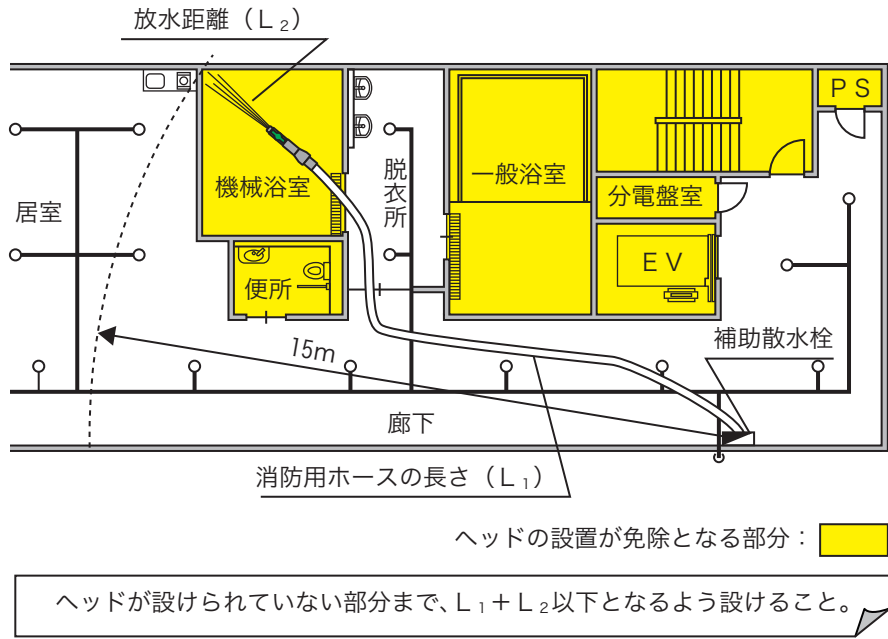 放水距離（L₂）
PS
機械浴室
脱衣所
一般浴室
分電盤室
居室
EV
便所
補助散水栓
15m
廊下
消防用ホースの長さ（L₁）
ヘッドの設置が免除となる部分：
ヘッドが設けられていない部分まで、L₁＋L₂以下となるよう設けること。